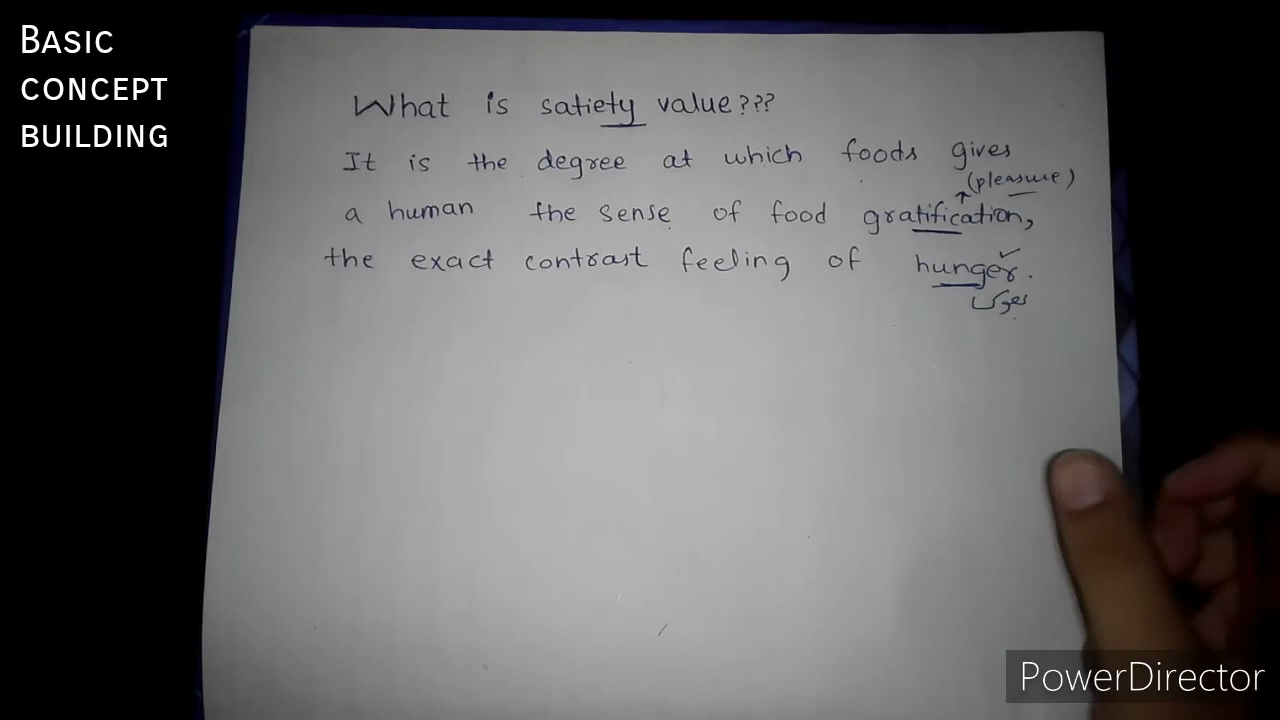 BASIC
CONCEPT
BUILDING
What is satiety value???
It is the degree at which foods gives
(pleasure)
a human the sense of food gratification,
the exact contrast feeling of hunger.
PowerDirector